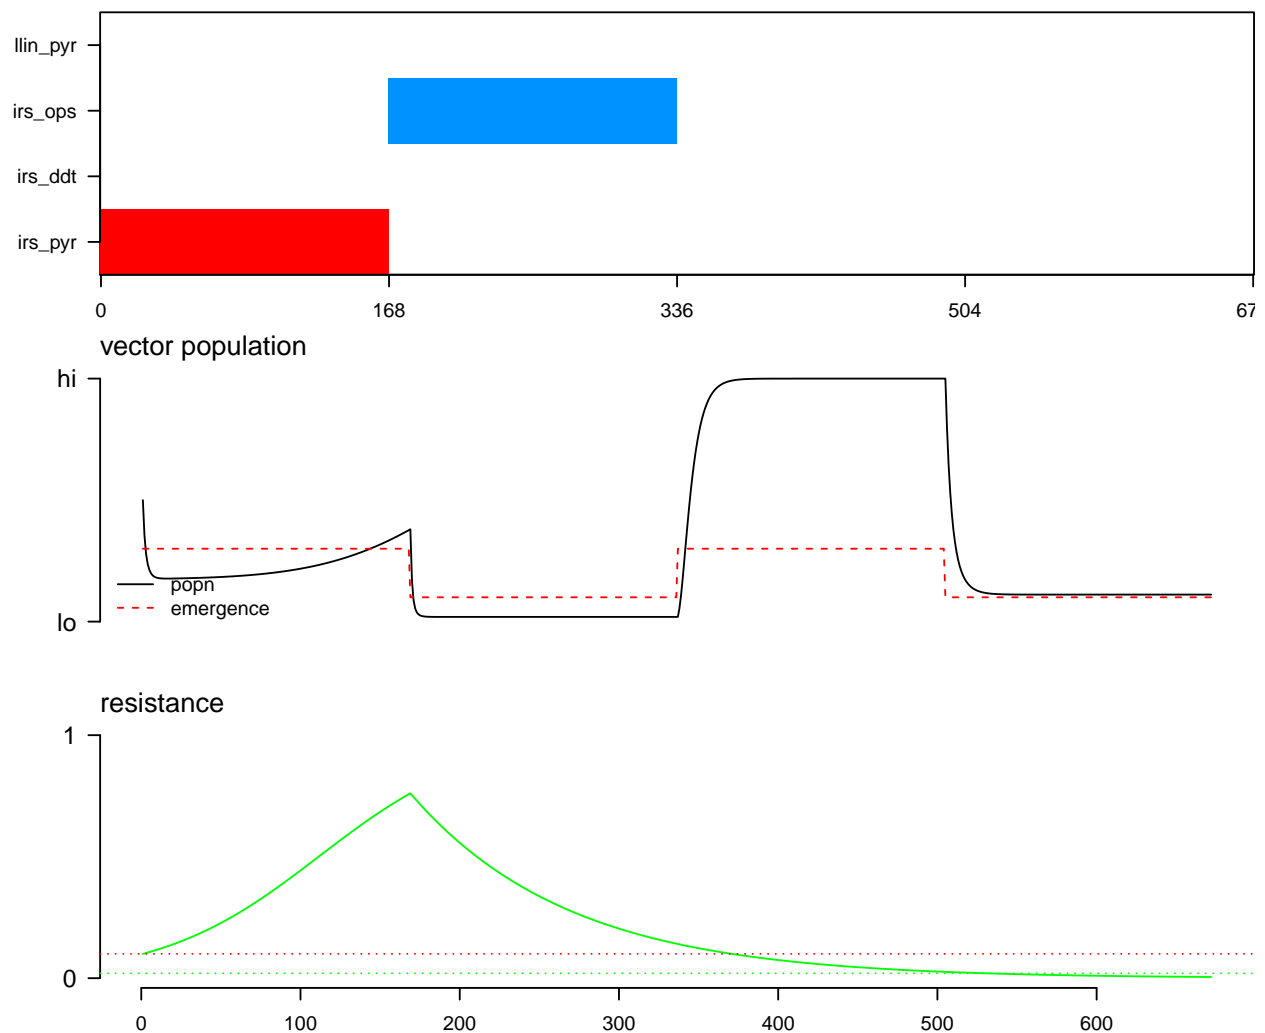 llin_pyr
irs_ops
irs_ddt
irs_pyr
0 168 336 504 67
vector population
hi
popn
emergence
lo
resistance
1
0
0 100 200 300 400 500 600